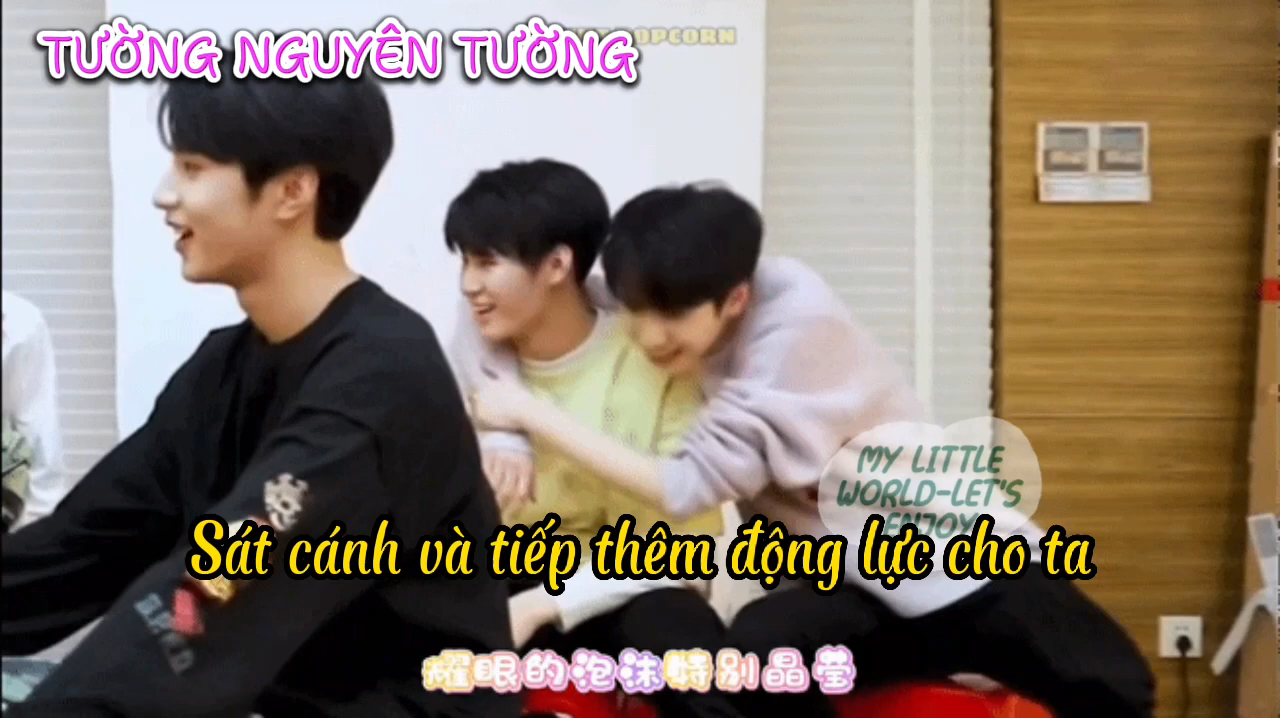 TƯỜNG NGUYÊN TƯỜNG
POPCORN
MY LITTLE
WORLD-LET'S
ENJOY
Sát cánh và tiếp thêm động lực cho ta
耀眼的泡沫特别晶莹